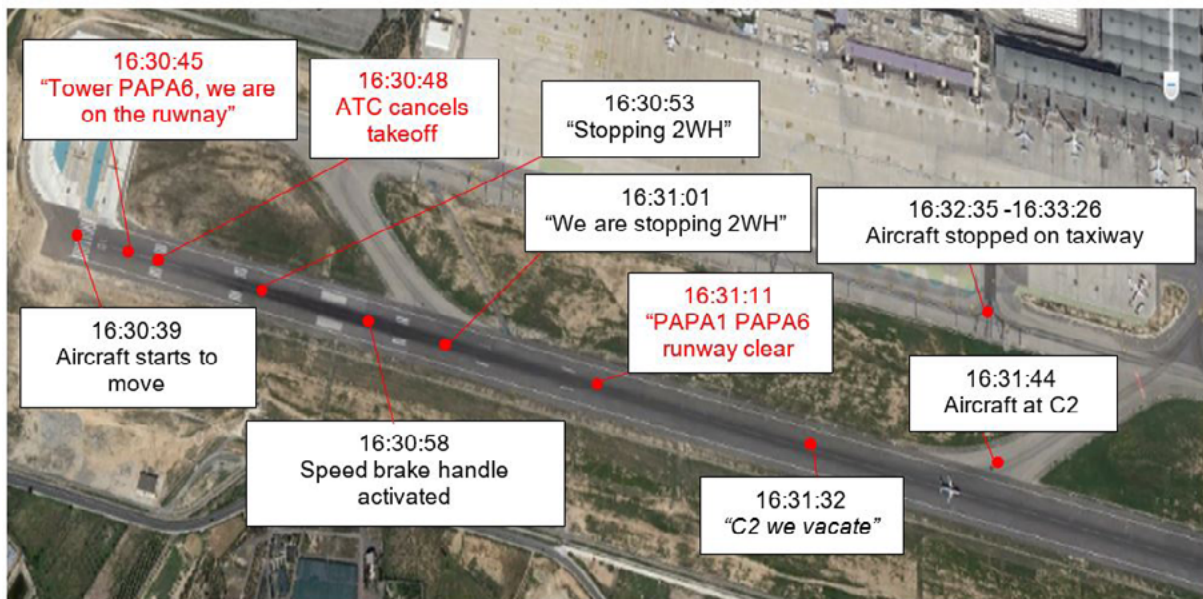 16:30:45
“Tower PAPA6, we are
on the ruwnay”
16:30:48
ATC cancels
takeoff
16:30:53
“Stopping 2WH”
16:31:01
“We are stopping 2WH”
16:32:35 -16:33:26
Aircraft stopped on taxiway
16:30:39
Aircraft starts to
move
16:31:11
“PAPA1 PAPA6
runway clear
16:31:44
Aircraft at C2
16:30:58
Speed brake handle
activated
16:31:32
“C2 we vacate”